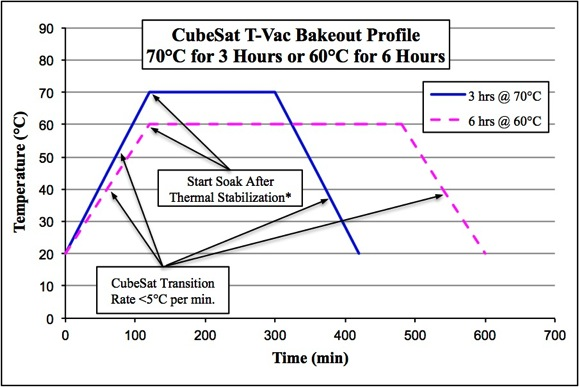 CubeSat T-Vac Bakeout Profile
70°C for 3 Hours or 60°C for 6 Hours
90
80
70
60
50
40
30
20
10
0
Temperature (°C)
3 hrs @ 70°C
6 hrs @ 60°C
Start Soak After
Thermal Stabilization*
CubeSat Transition
Rate <5°C per min.
0 100 200 300 400 500 600 700
Time (min)